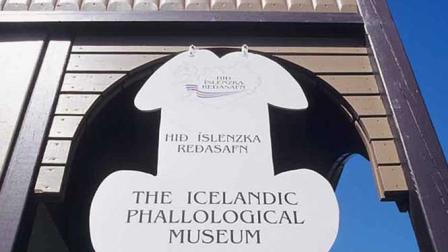 HIÐ
ÍSLENZKA
REÐASAFN
HIÐ ÍSLENZKA
REÐASAFN
THE ICELANDIC
PHALLOLOGICAL
MUSEUM